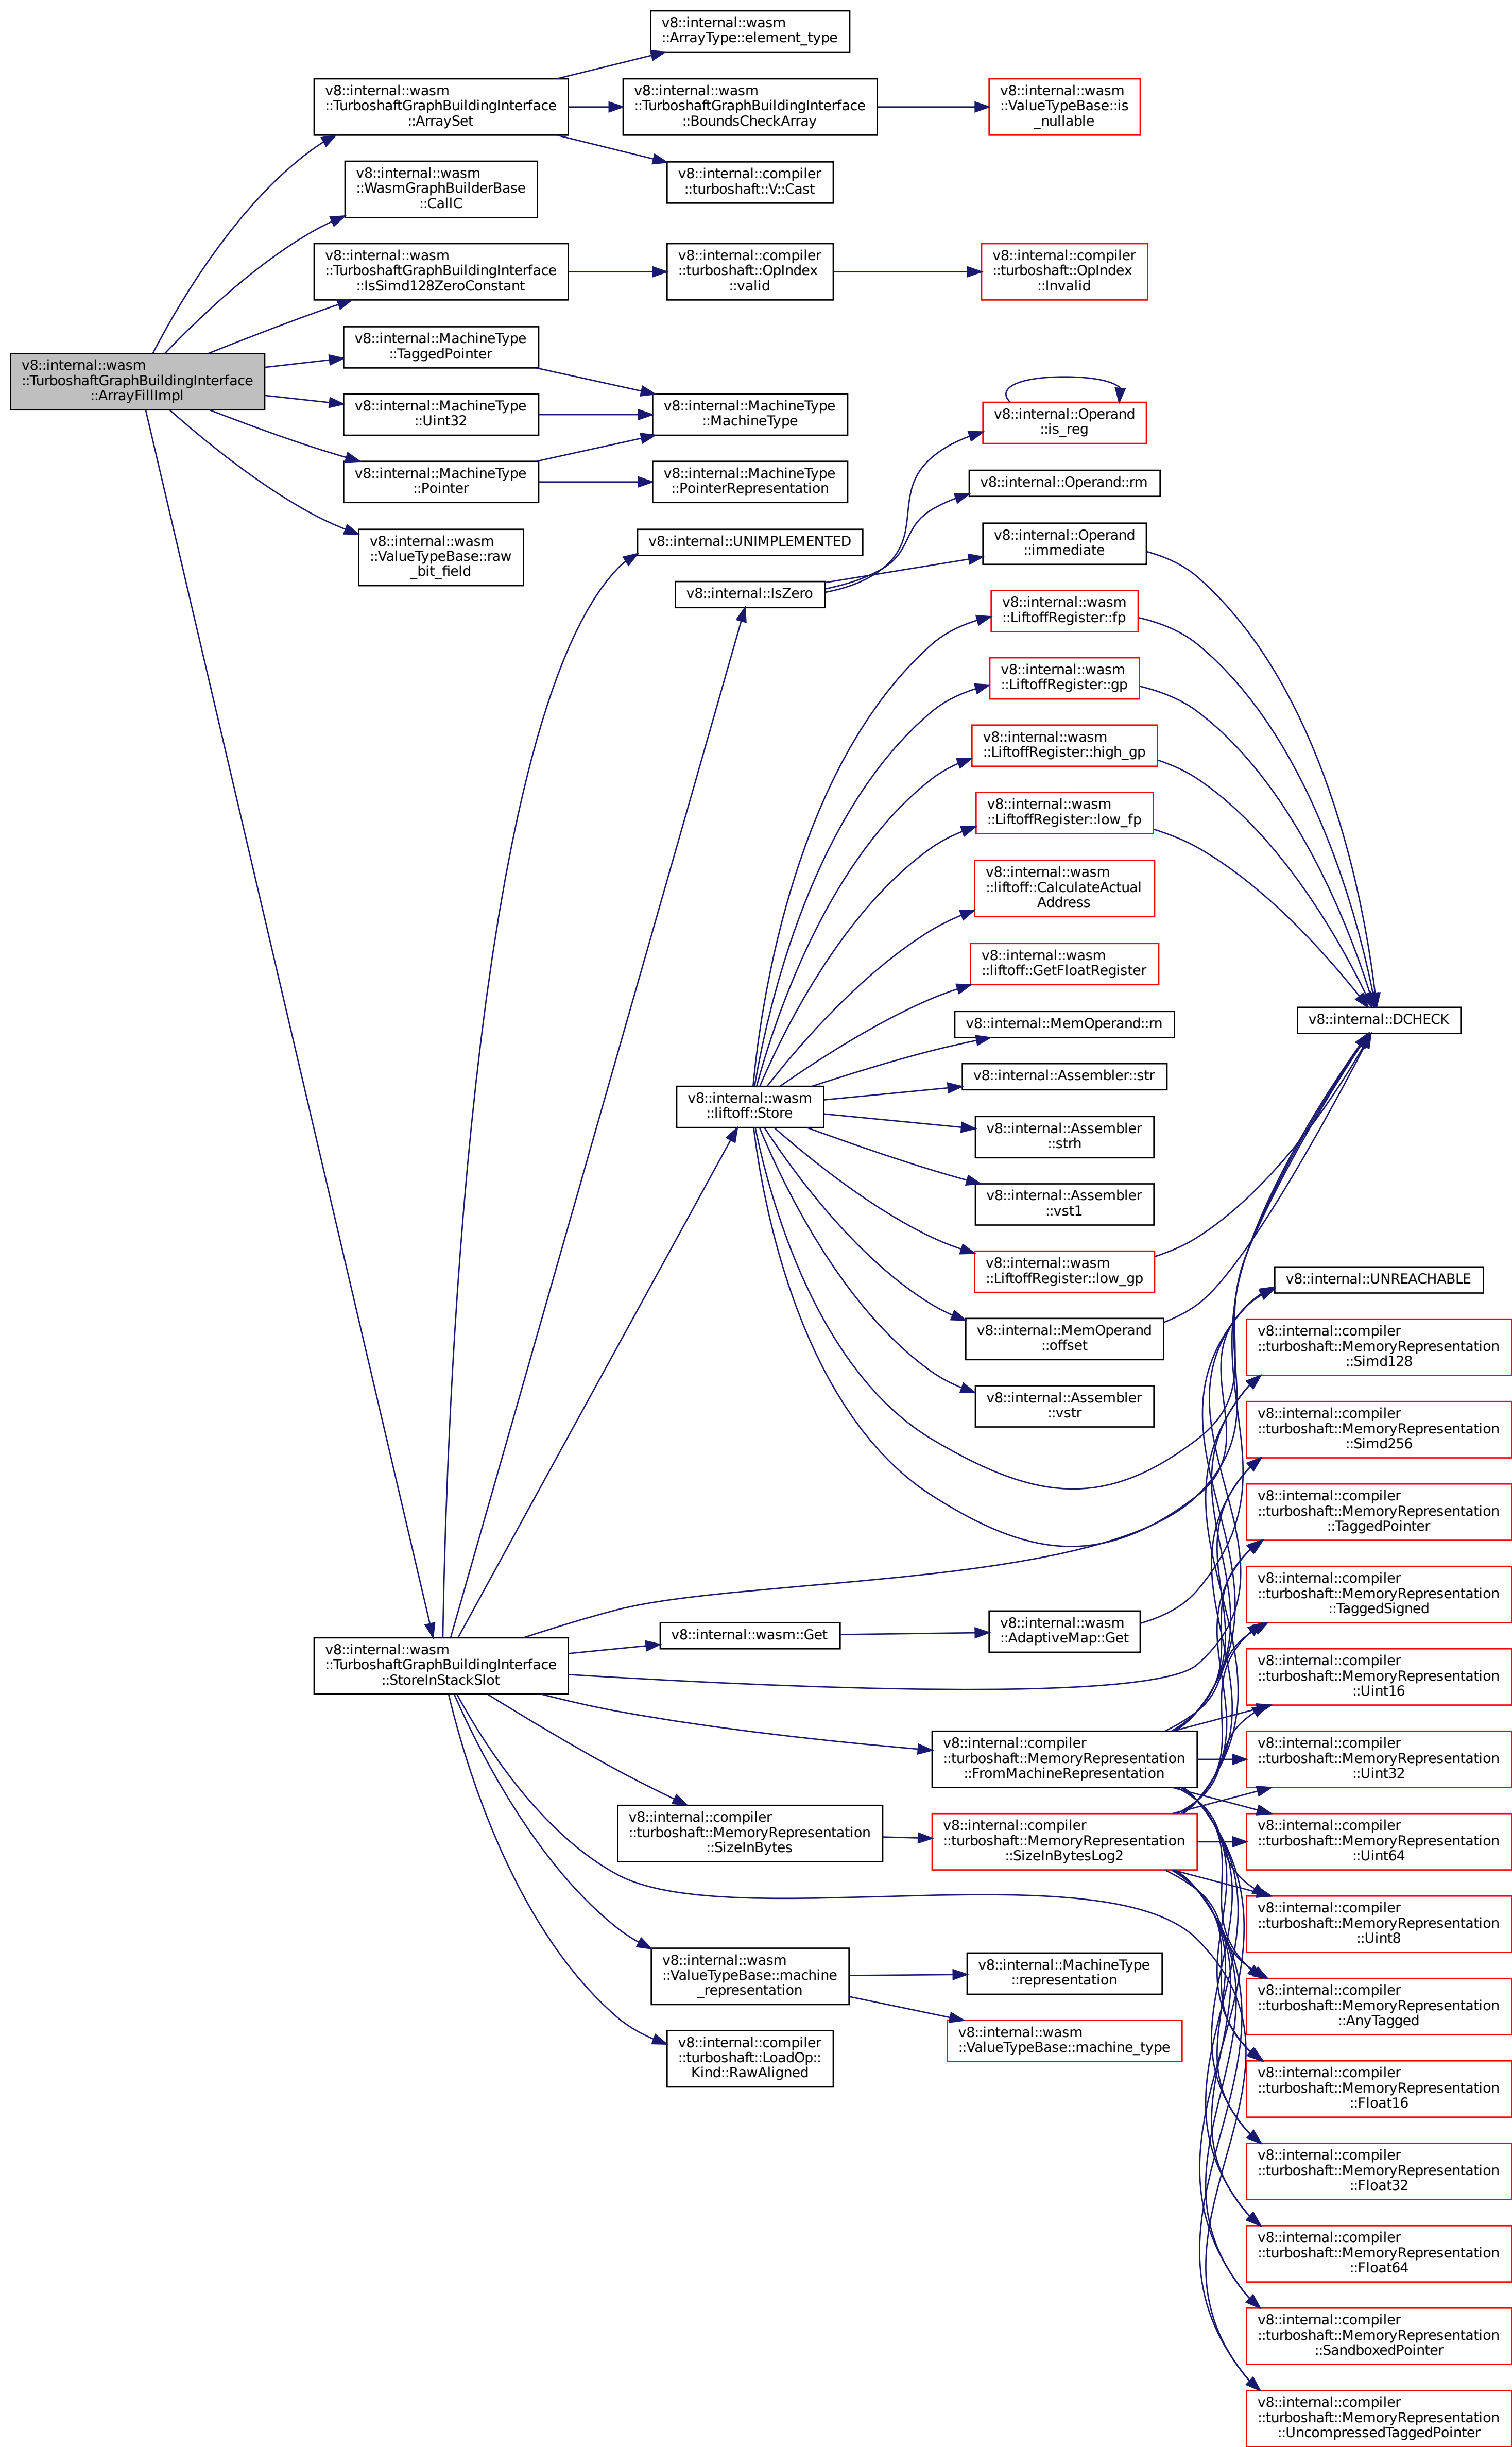 v8::internal::wasm
::TurboshaftGraphBuildingInterface
::ArrayFillImpl
v8::internal::wasm
::TurboshaftGraphBuildingInterface
::ArraySet
v8::internal::wasm
::WasmGraphBuilderBase
::CallC
v8::internal::wasm
::TurboshaftGraphBuildingInterface
::IsSimd128ZeroConstant
v8::internal::MachineType
::TaggedPointer
v8::internal::MachineType
::Uint32
v8::internal::MachineType
::Pointer
v8::internal::wasm
::ValueTypeBase::raw
_bit_field
v8::internal::wasm
::TurboshaftGraphBuildingInterface
::StoreInStackSlot
v8::internal::wasm
::ArrayType::element_type
v8::internal::wasm
::TurboshaftGraphBuildingInterface
::BoundsCheckArray
v8::internal::compiler
::turboshaft::V::Cast
v8::internal::compiler
::turboshaft::OpIndex
::valid
v8::internal::MachineType
::MachineType
v8::internal::MachineType
::PointerRepresentation
v8::internal::UNIMPLEMENTED
v8::internal::IsZero
v8::internal::wasm
::liftoff::Store
v8::internal::wasm::Get
v8::internal::compiler
::turboshaft::MemoryRepresentation
::SizeInBytes
v8::internal::wasm
::ValueTypeBase::machine
_representation
v8::internal::compiler
::turboshaft::LoadOp::
Kind::RawAligned
v8::internal::wasm
::ValueTypeBase::is
_nullable
v8::internal::compiler
::turboshaft::OpIndex
::Invalid
v8::internal::Operand
::is_reg
v8::internal::Operand::rm
v8::internal::Operand
::immediate
v8::internal::wasm
::LiftoffRegister::fp
v8::internal::wasm
::LiftoffRegister::gp
v8::internal::wasm
::LiftoffRegister::high_gp
v8::internal::wasm
::LiftoffRegister::low_fp
v8::internal::wasm
::liftoff::CalculateActual
Address
v8::internal::wasm
::liftoff::GetFloatRegister
v8::internal::MemOperand::rn
v8::internal::Assembler::str
v8::internal::Assembler
::strh
v8::internal::Assembler
::vst1
v8::internal::wasm
::LiftoffRegister::low_gp
v8::internal::MemOperand
::offset
v8::internal::Assembler
::vstr
v8::internal::wasm
::AdaptiveMap::Get
v8::internal::compiler
::turboshaft::MemoryRepresentation
::FromMachineRepresentation
v8::internal::compiler
::turboshaft::MemoryRepresentation
::SizeInBytesLog2
v8::internal::MachineType
::representation
v8::internal::wasm
::ValueTypeBase::machine_type
v8::internal::DCHECK
v8::internal::UNREACHABLE
v8::internal::compiler
::turboshaft::MemoryRepresentation
::Simd128
v8::internal::compiler
::turboshaft::MemoryRepresentation
::Simd256
v8::internal::compiler
::turboshaft::MemoryRepresentation
::TaggedPointer
v8::internal::compiler
::turboshaft::MemoryRepresentation
::TaggedSigned
v8::internal::compiler
::turboshaft::MemoryRepresentation
::Uint16
v8::internal::compiler
::turboshaft::MemoryRepresentation
::Uint32
v8::internal::compiler
::turboshaft::MemoryRepresentation
::Uint64
v8::internal::compiler
::turboshaft::MemoryRepresentation
::Uint8
v8::internal::compiler
::turboshaft::MemoryRepresentation
::AnyTagged
v8::internal::compiler
::turboshaft::MemoryRepresentation
::Float16
v8::internal::compiler
::turboshaft::MemoryRepresentation
::Float32
v8::internal::compiler
::turboshaft::MemoryRepresentation
::Float64
v8::internal::compiler
::turboshaft::MemoryRepresentation
::SandboxedPointer
v8::internal::compiler
::turboshaft::MemoryRepresentation
::UncompressedTaggedPointer